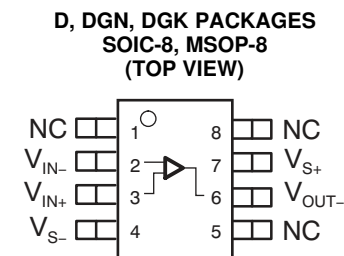 D, DGN, DGK PACKAGES
SOIC-8, MSOP-8
(TOP VIEW)
NC 1 8 NC
VIN− 2 7 VS+
VIN+ 3 6 VOUT−
VS− 4 5 NC